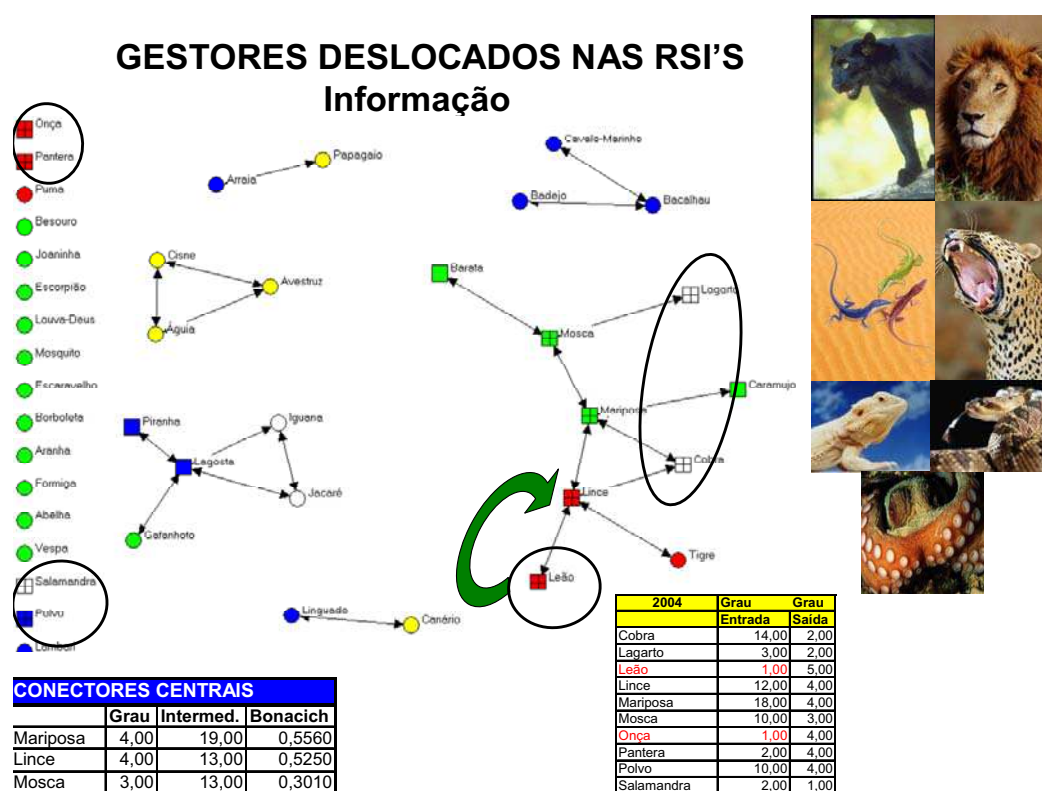 GESTORES DESLOCADOS NAS RSI'S
Informação
Onça
Pantera
Puma
Besouro
Joaninha
Escorpião
Louva-Deus
Mosquito
Escaravelho
Borboleta
Aranha
Formiga
Abelha
Vespa
Salamandra
Polvo
Lambari
Papagaio
Arraia
Cavalo-Marinho
Badejo
Bacalhau
Cisne
Avestruz
Águia
Barata
Lagarto
Mosca
Caramujo
Mariposa
Cobra
Lince
Tigre
Leão
Piranha
Iguana
Lagosta
Jacaré
Gafanhoto
Linguado
Canário
CONECTORES CENTRAIS
Grau Intermed. Bonacich
Mariposa 4,00 19,00 0,5560
Lince 4,00 13,00 0,5250
Mosca 3,00 13,00 0,3010
2004 Grau Grau
Entrada Saída
Cobra 14,00 2,00
Lagarto 3,00 2,00
Leão 1,00 5,00
Lince 12,00 4,00
Mariposa 18,00 4,00
Mosca 10,00 3,00
Onça 1,00 4,00
Pantera 2,00 4,00
Polvo 10,00 4,00
Salamandra 2,00 1,00